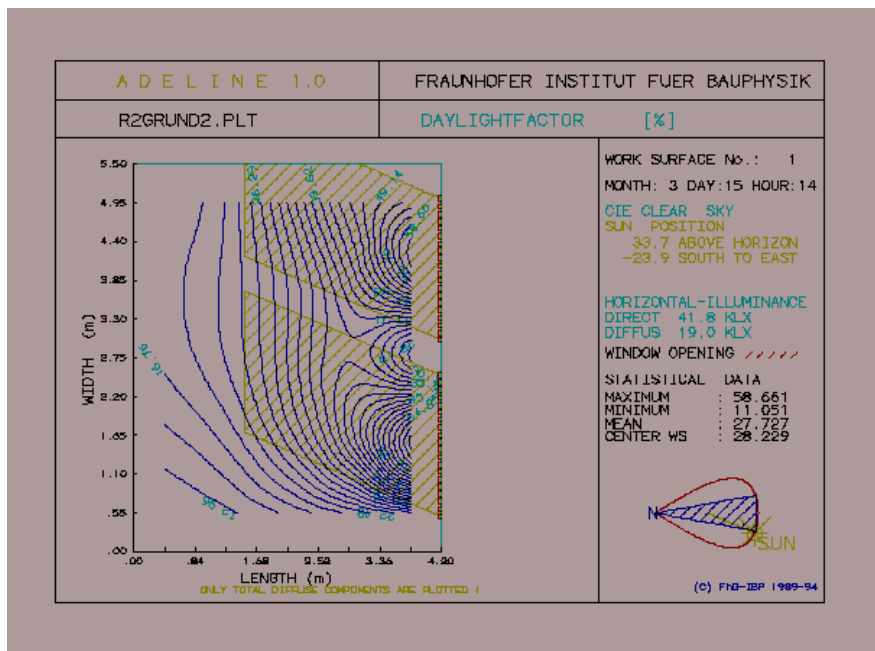 ADELINE 1.0
FRAUNHOFER INSTITUT FUER BAUPHYSIK
R2GRUND2.PLT
DAYLIGHTFACTOR [%]
WORK SURFACE No.: 1
MONTH: 3 DAY:15 HOUR:14
CIE CLEAR SKY
SUN POSITION
33.7 ABOVE HORIZON
-23.9 SOUTH TO EAST
HORIZONTAL-ILLUMINANCE
DIRECT 41.8 KLX
DIFFUS 19.0 KLX
WINDOW OPENING
STATISTICAL DATA
MAXIMUM : 58.661
MINIMUM : 11.051
MEAN : 27.727
CENTER WS : 28.229
N
SUN
(C) FhG-IBP 1989-94
5.50
4.95
4.40
3.85
3.30
2.75
2.20
1.65
1.10
.55
.00
WIDTH (m)
16.76
.00 .84 1.68 2.52 3.36 4.20
LENGTH (m)
ONLY TOTAL DIFFUSE COMPONENTS ARE PLOTTED !